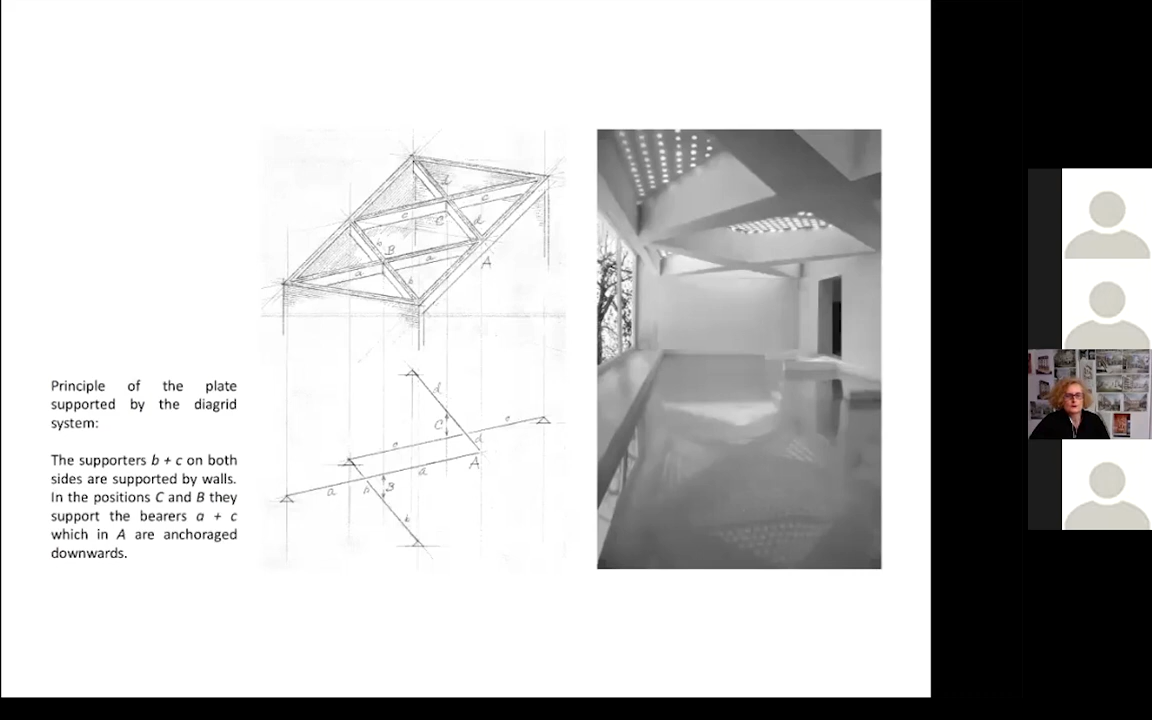 Principle of the plate
supported by the diagrid
system:
The supporters b + c on both
sides are supported by walls.
In the positions C and B they
support the bearers a + c
which in A are anchoraged
downwards.
d
c
c
C
d
b
B
a
a
A
b
d
C
c
c
d
A
a
a
B
b